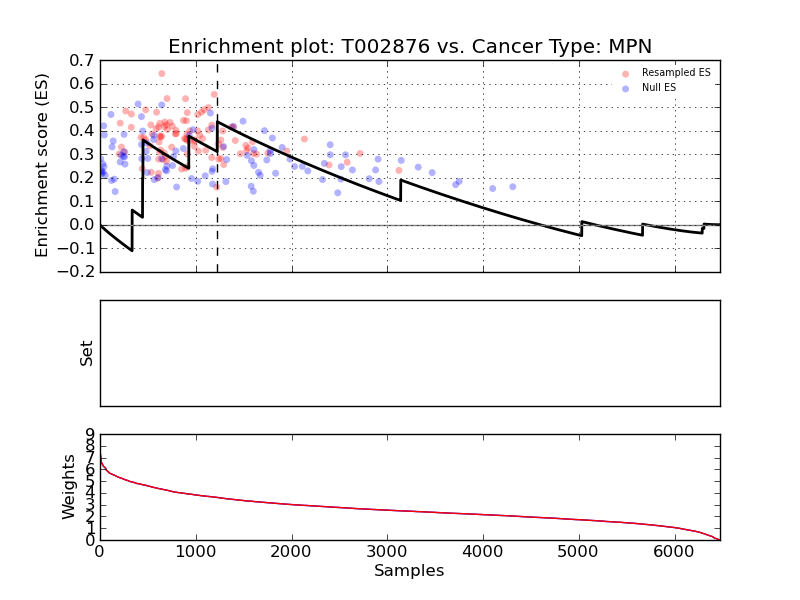 Enrichment plot: T002876 vs. Cancer Type: MPN
Enrichment score (ES)
0.7
0.6
0.5
0.4
0.3
0.2
0.1
0.0
−0.1
−0.2
Resampled ES
Null ES
Set
Weights
9
8
7
6
5
4
3
2
1
0
0 1000 2000 3000 4000 5000 6000
Samples